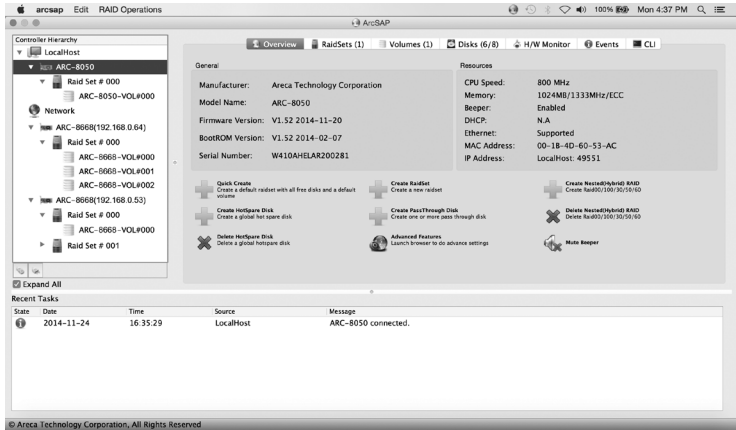 arcsap Edit RAID Operations 100% Mon 4:37 PM
ArcSAP
Controller Hierarchy
LocalHost
ARC-8050
Raid Set # 000
ARC-8050-VOL#000
Network
ARC-8668(192.168.0.64)
Raid Set # 000
ARC-8668-VOL#000
ARC-8668-VOL#001
ARC-8668-VOL#002
ARC-8668(192.168.0.53)
Raid Set # 000
ARC-8668-VOL#000
Raid Set # 001
Expand All
Overview RaidSets (1) Volumes (1) Disks (6/8) H/W Monitor Events CLI
General
Manufacturer: Areca Technology Corporation
Model Name: ARC-8050
Firmware Version: V1.52 2014-11-20
BootROM Version: V1.52 2014-02-07
Serial Number: W410AHELAR200281
Resources
CPU Speed: 800 MHz
Memory: 1024MB/1333MHz/ECC
Beeper: Enabled
DHCP: N.A
Ethernet: Supported
MAC Address: 00-1B-4D-60-53-AC
IP Address: LocalHost: 49551
Quick Create
Create a default raidset with all free disks and a default
volume
Create RaidSet
Create a new raidset
Create Nested(Hybrid) RAID
Create Raid00/100/30/50/60
Create HotSpare Disk
Create a global hot spare disk
Create PassThrough Disk
Create one or more pass through disk
Delete Nested(Hybrid) RAID
Delete Raid00/100/30/50/60
Delete HotSpare Disk
Delete a global hotspare disk
Advanced Features
Launch browser to do advance settings
Mute Beeper
Recent Tasks
State Date Time Source Message
2014-11-24 16:35:29 LocalHost ARC-8050 connected.
© Areca Technology Corporation, All Rights Reserved